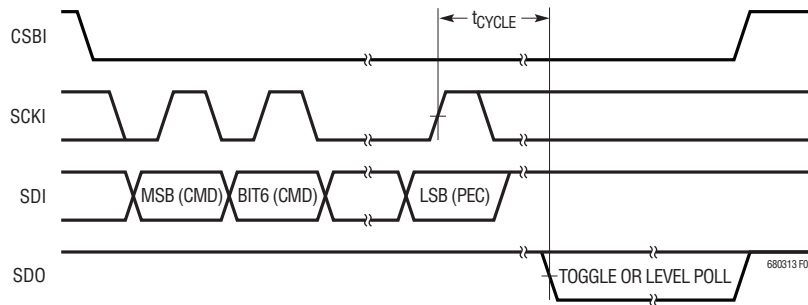 CSBI
tCYCLE
SCKI
SDI
MSB (CMD)
BIT6 (CMD)
LSB (PEC)
SDO
TOGGLE OR LEVEL POLL
680313 F0